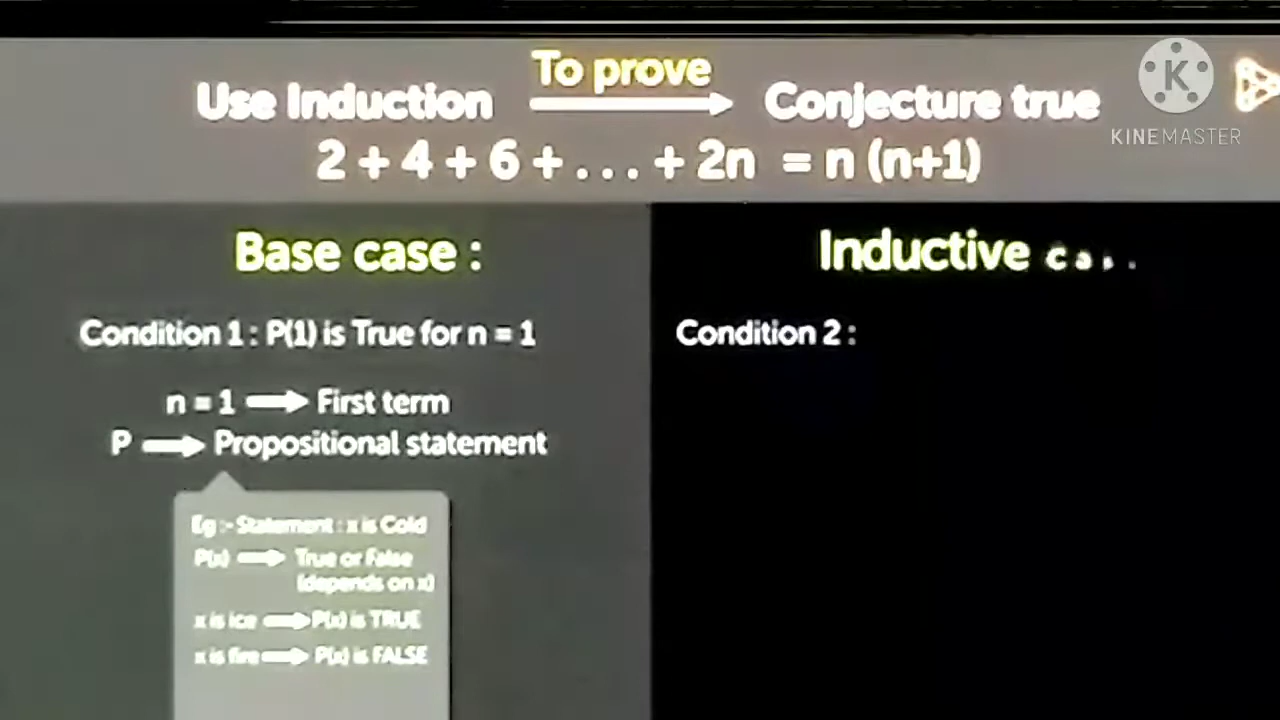 To prove
Use Induction → Conjecture true
2 + 4 + 6 + . . . + 2n = n (n+1)
KINEMASTER
Base case :
Condition 1 : P(1) is True for n = 1
n = 1 → First term
P → Propositional statement
Eg :- Statement : x is Cold
P(x) → True or False
(depends on x)
x is ice → P(x) is TRUE
x is fire → P(x) is FALSE
Inductive
Condition 2 :